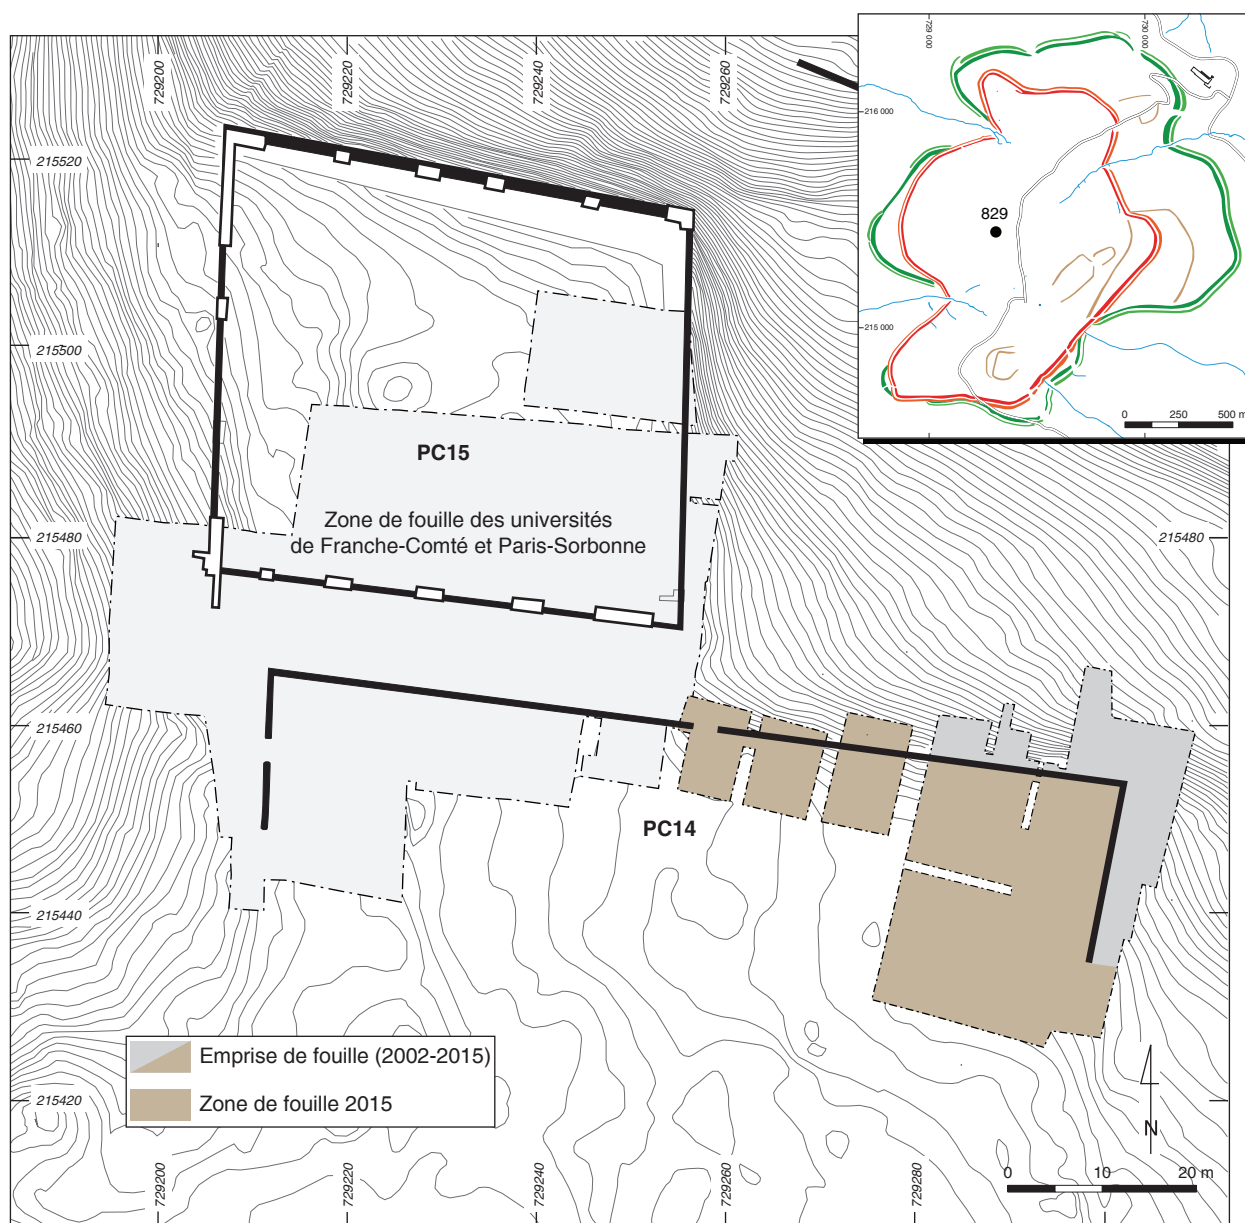 729200
729220
729240
729260
215520
215500
215480
215460
215440
215420
215480
729 000
730 000
216 000
215 000
829
0 250 500 m
PC15
Zone de fouille des universités
de Franche-Comté et Paris-Sorbonne
PC14
Emprise de fouille (2002-2015)
Zone de fouille 2015
N
0 10 20 m
729200
729220
729240
729260
729280